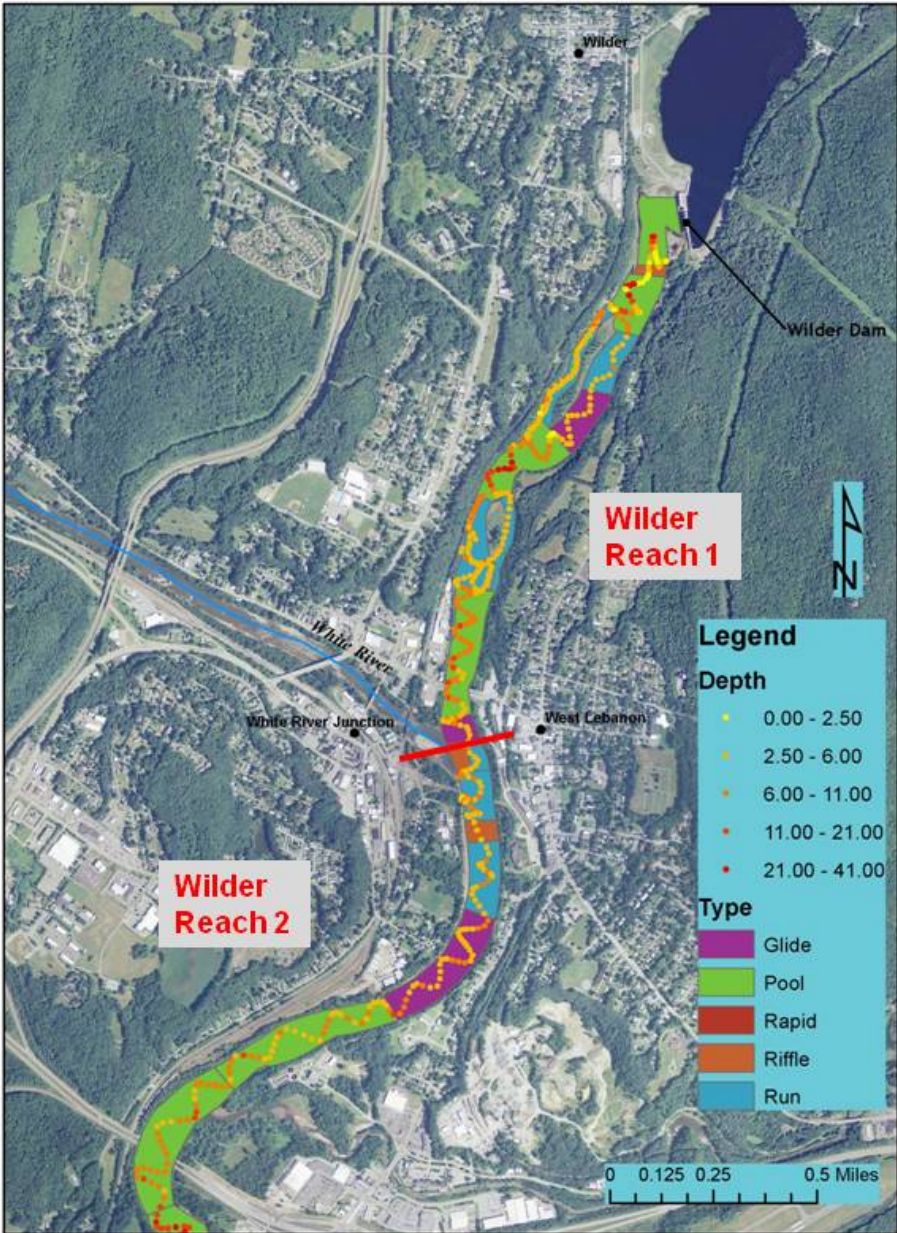 Wilder
Wilder Dam
Wilder
Reach 1
White River
White River Junction
West Lebanon
Wilder
Reach 2
N
Legend
Depth
0.00 - 2.50
2.50 - 6.00
6.00 - 11.00
11.00 - 21.00
21.00 - 41.00
Type
Glide
Pool
Rapid
Riffle
Run
0 0.125 0.25 0.5 Miles